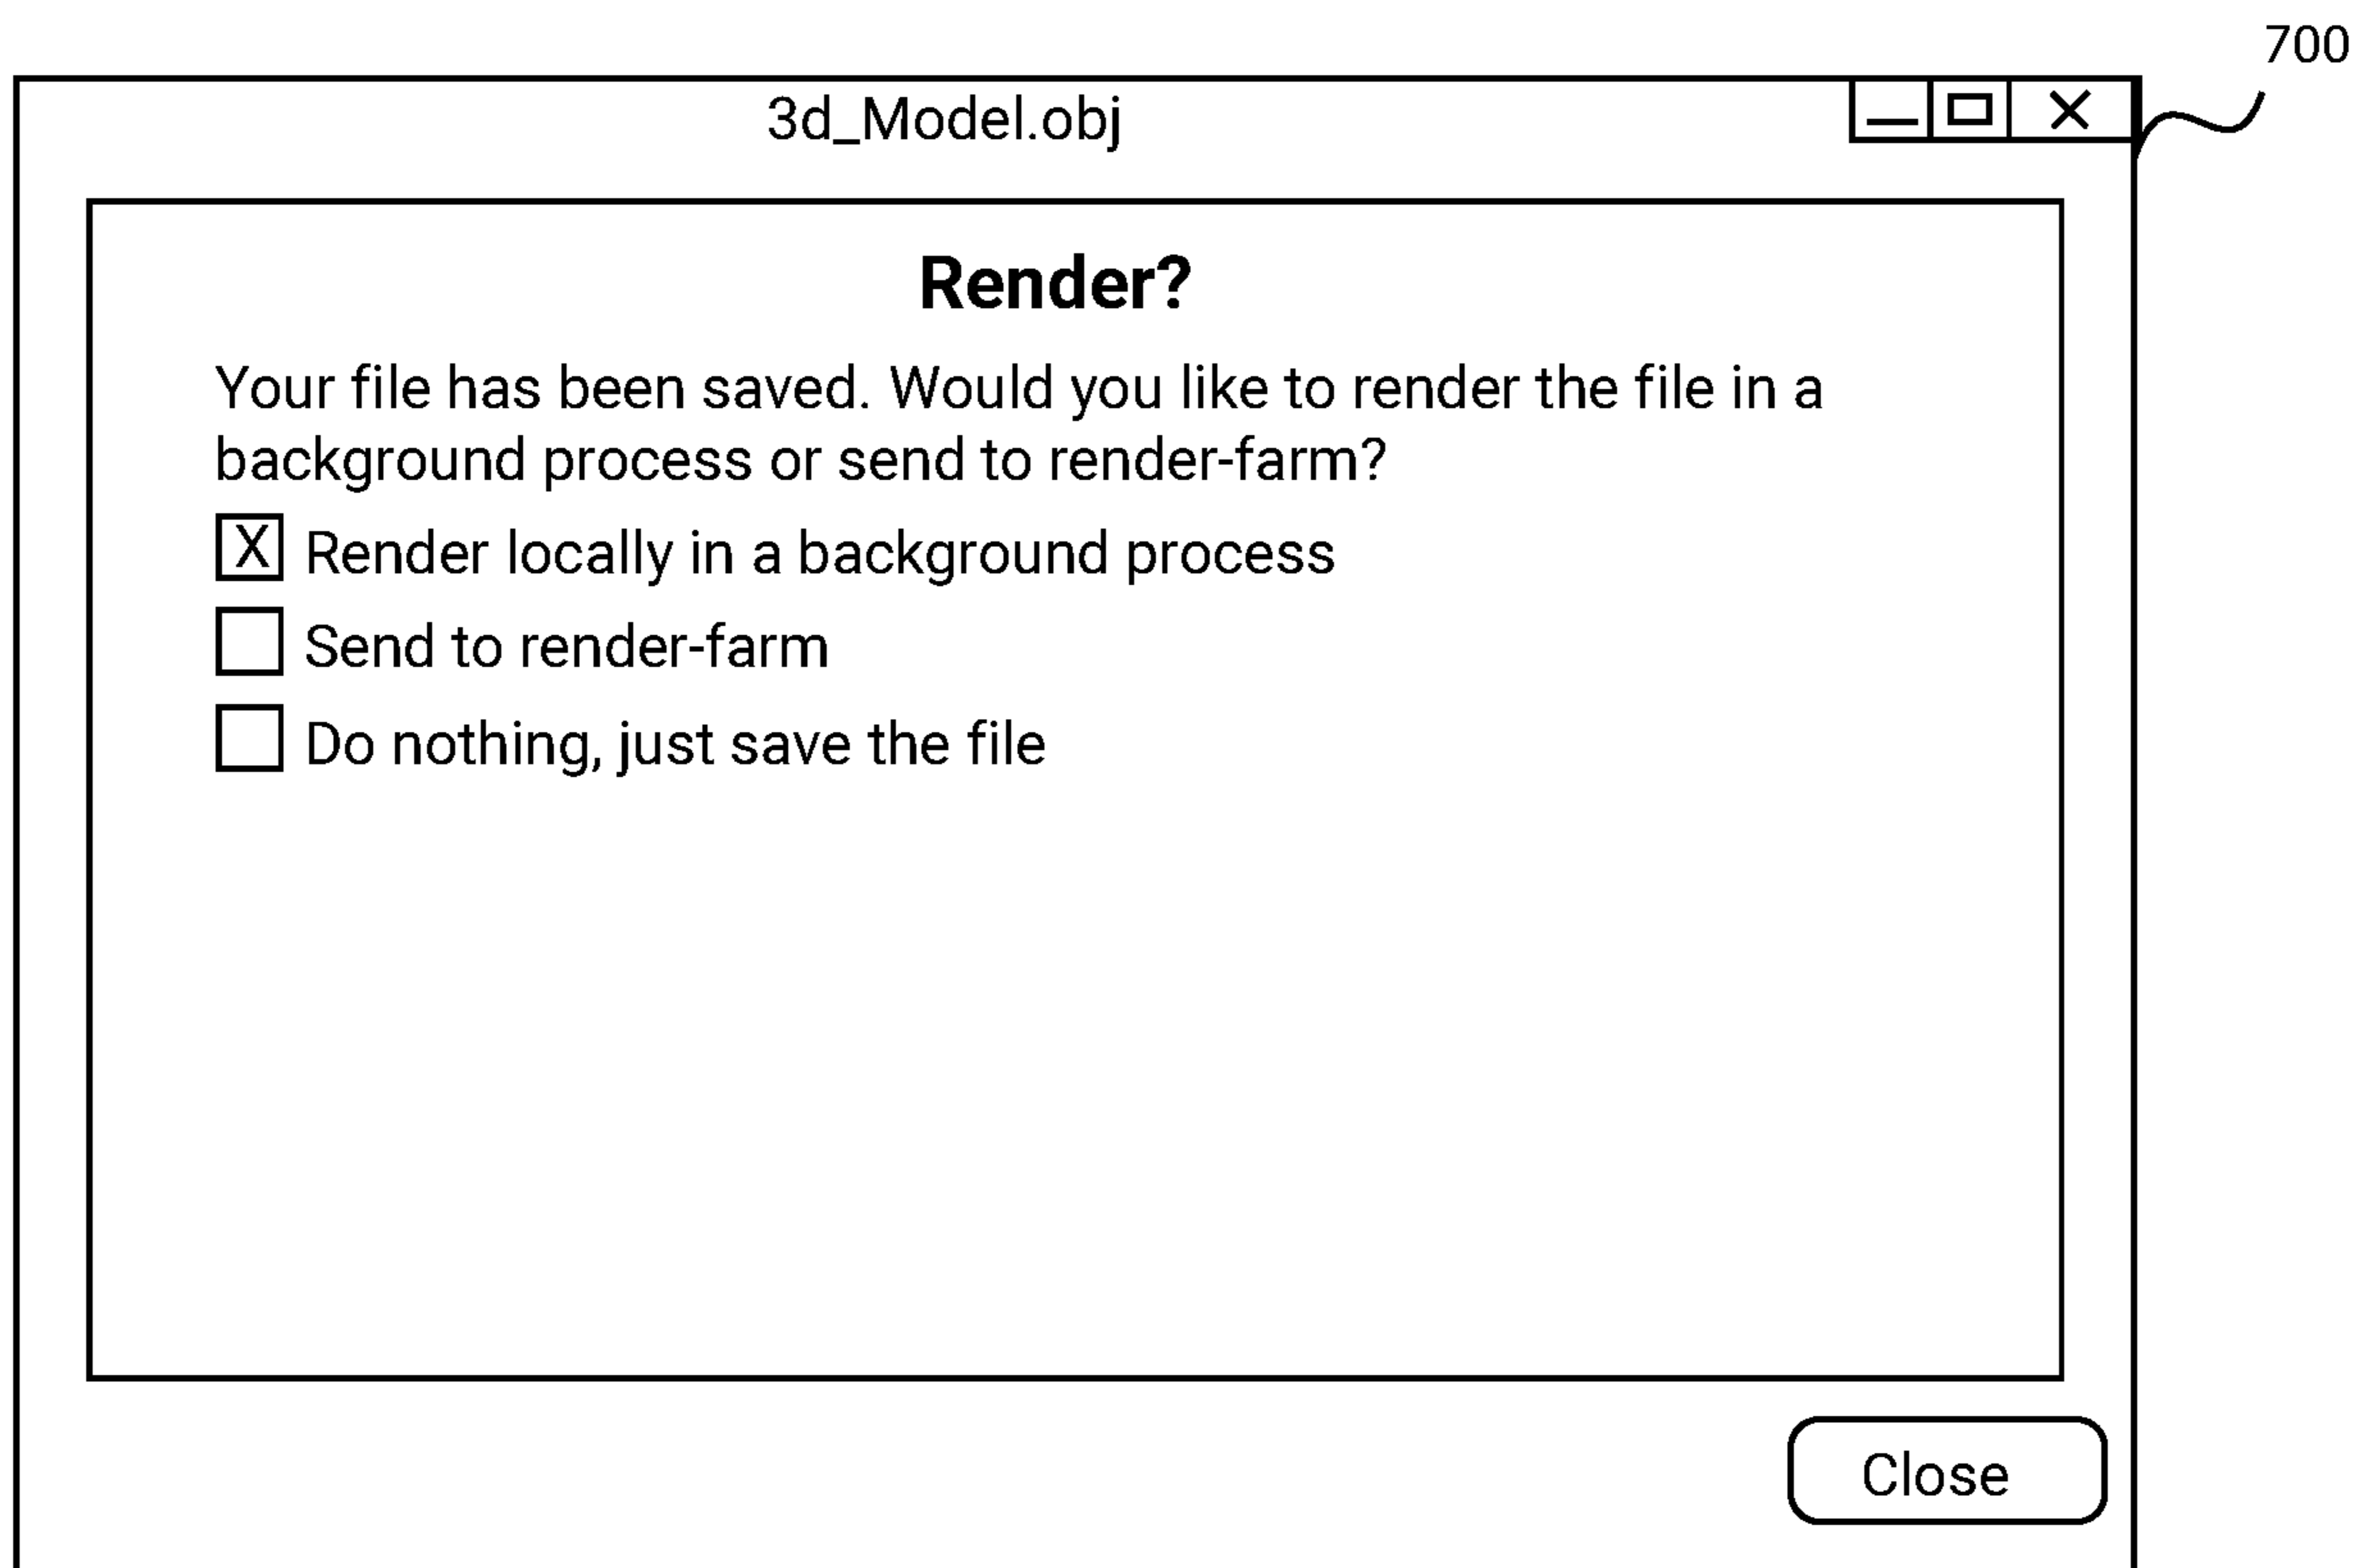 700
3d_Model.obj
Render?
Your file has been saved. Would you like to render the file in a
background process or send to render-farm?
X Render locally in a background process
Send to render-farm
Do nothing, just save the file
Close